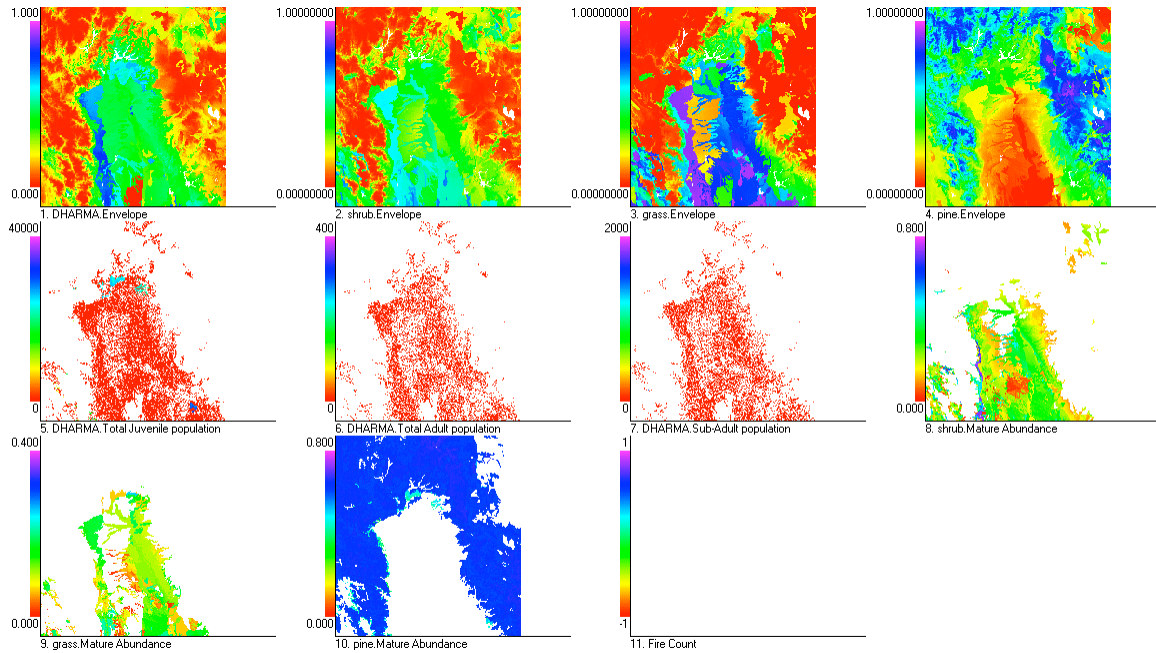 1.000
0.000
1. DHARMA.Envelope
1.00000000
0.00000000
2. shrub.Envelope
1.00000000
0.00000000
3. grass.Envelope
1.00000000
0.00000000
4. pine.Envelope
40000
0
5. DHARMA.Total Juvenile population
400
0
6. DHARMA.Total Adult population
2000
0
7. DHARMA.Sub-Adult population
0.800
0.000
8. shrub.Mature Abundance
0.400
0.000
9. grass.Mature Abundance
0.800
0.000
10. pine.Mature Abundance
1
-1
11. Fire Count